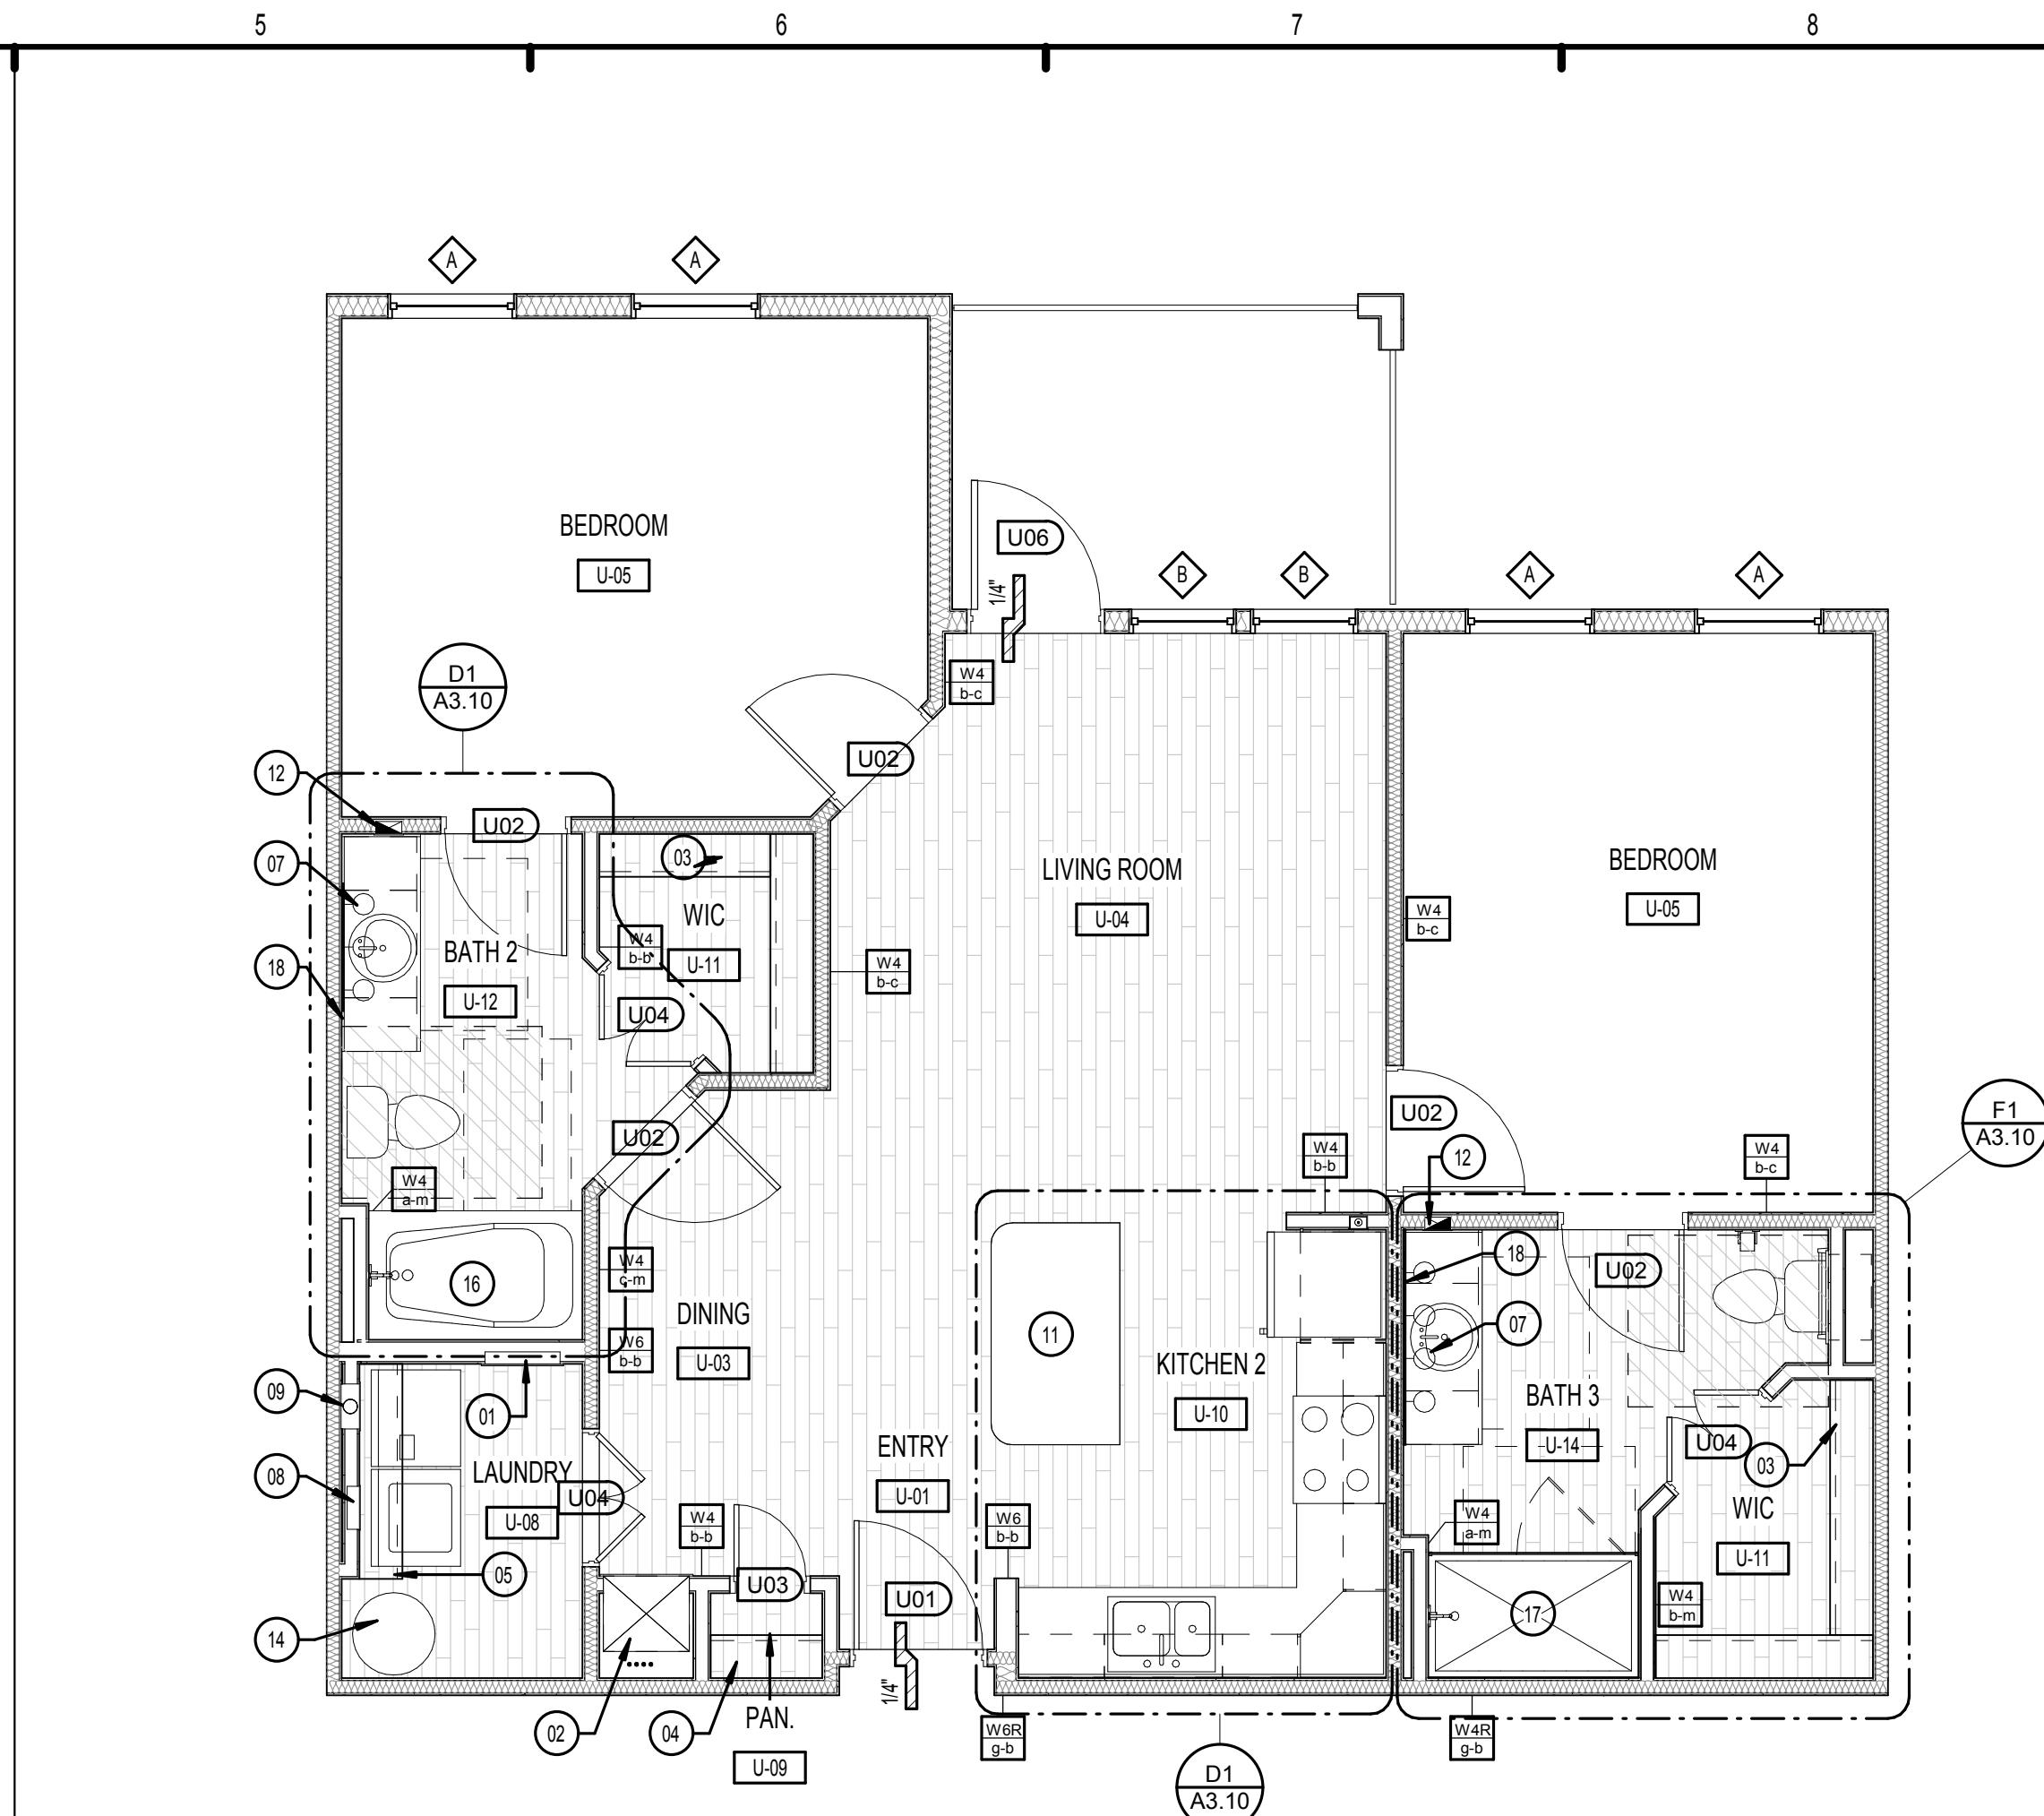 5
6
7
8
A
A
BEDROOM
U-05
U06
1/4"
B
B
A
A
W4
b-c
D1
A3.10
U02
12
U02
07
03
WIC
W4
b-b
U-11
BATH 2
U-12
18
U04
W4
b-c
LIVING ROOM
U-04
BEDROOM
U-05
W4
b-c
U02
U02
W4
a-m
W4
b-b
12
W4
b-c
F1
A3.10
16
W4
c-m
DINING
U-03
W6
b-b
11
KITCHEN 2
U-10
18
U02
07
BATH 3
U-14
U04
03
WIC
U-11
09
01
08
LAUNDRY
U-08
U04
05
14
ENTRY
U-01
W4
b-b
W6
b-b
W4
a-m
U03
U01
17
W4
b-m
1/4"
02
04
PAN.
U-09
W6R
g-b
W4R
g-b
D1
A3.10